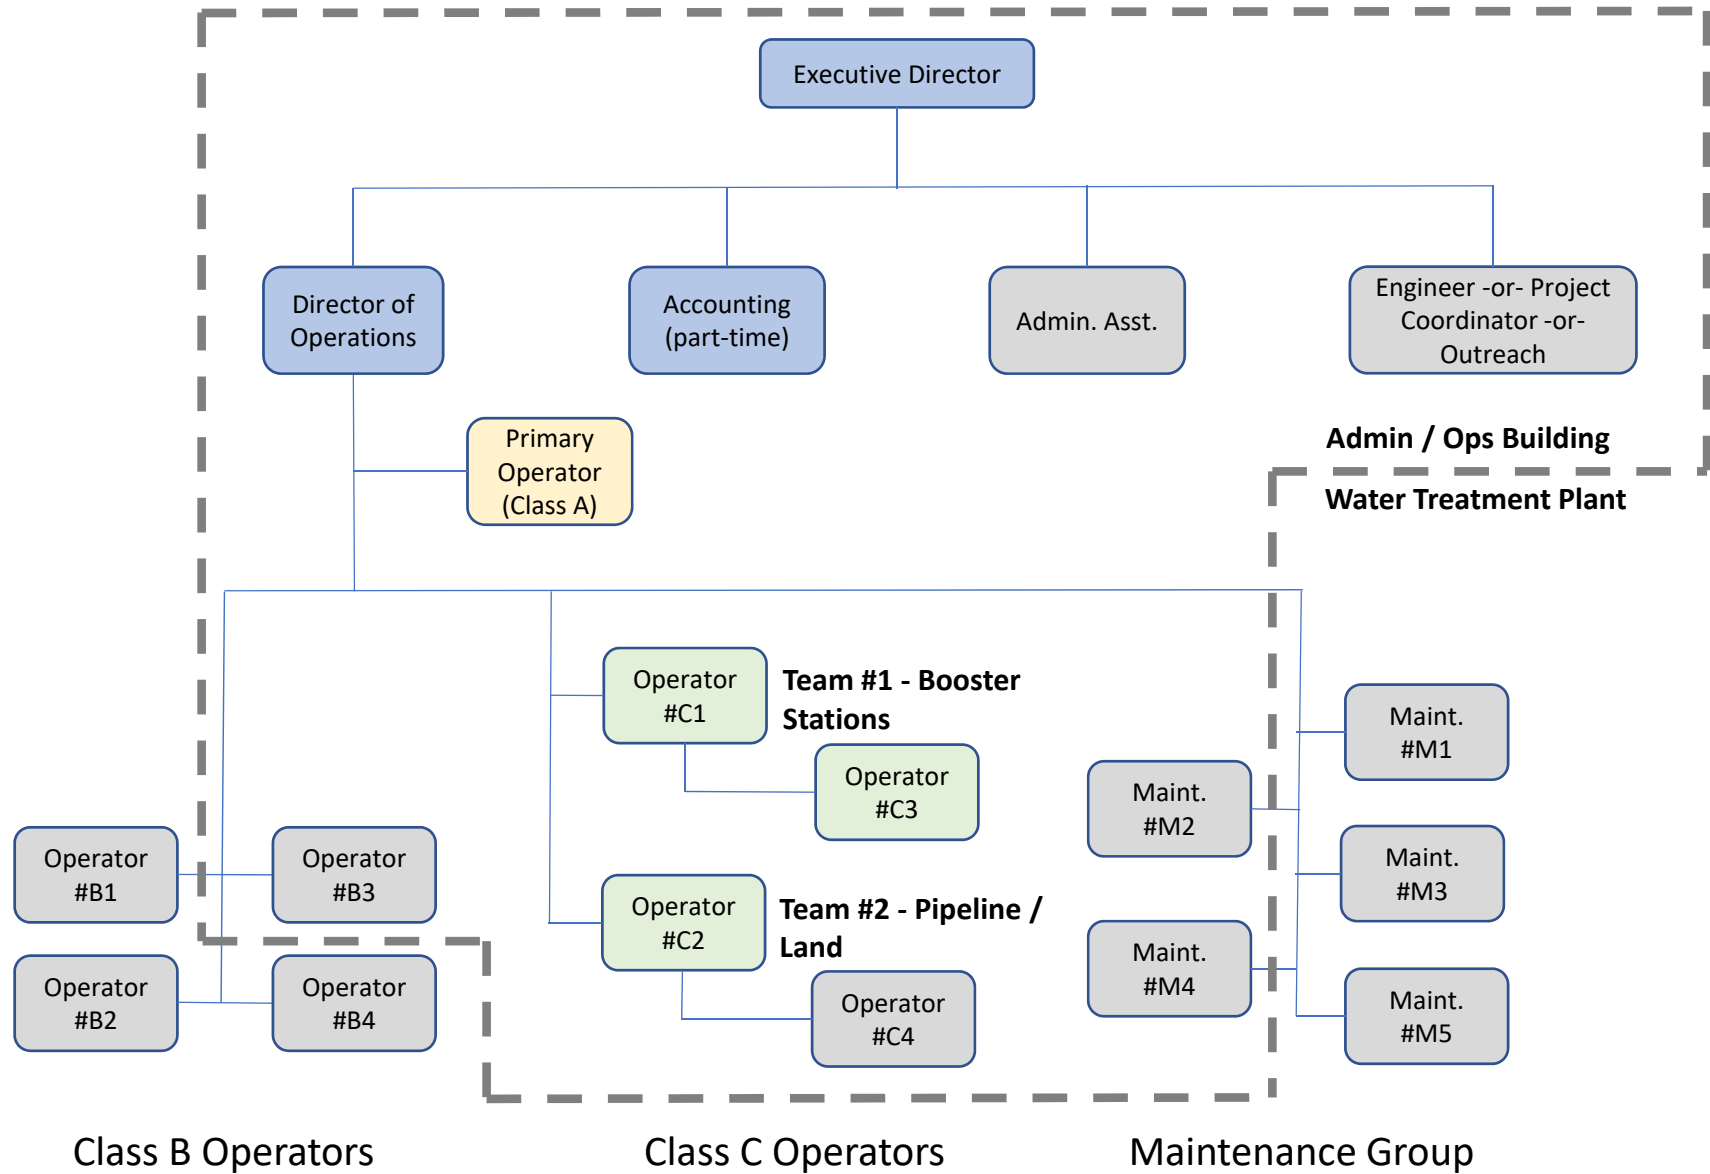 Executive Director
Director of
Operations
Accounting
(part-time)
Admin. Asst.
Engineer -or- Project
Coordinator -or-
Outreach
Primary
Operator
(Class A)
Admin / Ops Building
Water Treatment Plant
Operator
#C1
Team #1 - Booster
Stations
Operator
#C3
Operator
#C2
Team #2 - Pipeline /
Land
Operator
#C4
Operator
#B1
Operator
#B3
Operator
#B2
Operator
#B4
Maint.
#M1
Maint.
#M2
Maint.
#M3
Maint.
#M4
Maint.
#M5
Class B Operators
Class C Operators
Maintenance Group